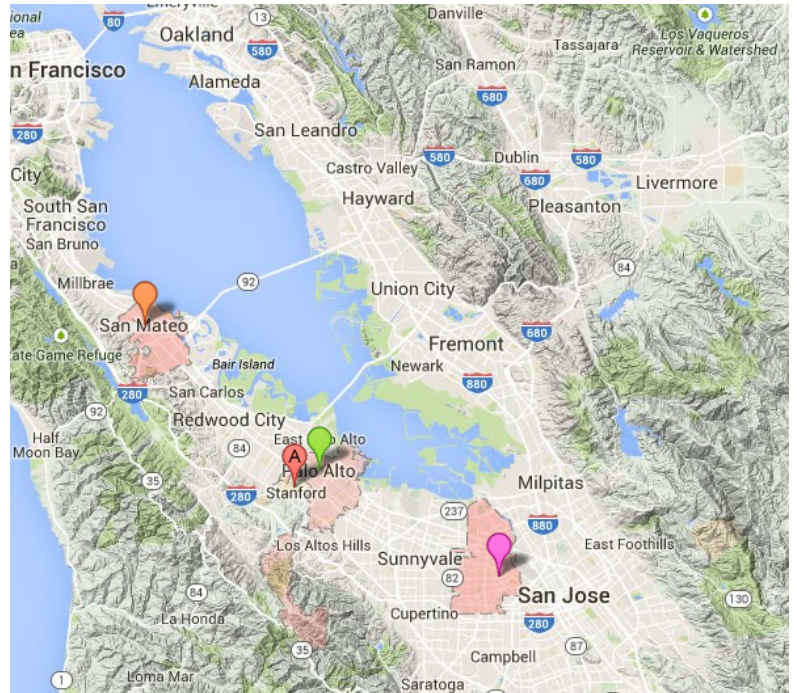 Emeryville
80
13
Danville
Oakland
580
Los Vaqueros
Reservoir & Watershed
Tassajara
San Ramon
n Francisco
Alameda
680
280
San Leandro
580
Dublin
580
Castro Valley
680
Livermore
City
Hayward
Pleasanton
South San
Francisco
San Bruno
84
Millbrae
92
Union City
San Mateo
680
Fremont
ate Game Refuge
Bair Island
Newark
880
280
San Carlos
92
Redwood City
Half
Moon Bay
84
East Alto
A
Palo Alto
35
280
Stanford
Milpitas
237
880
Los Altos Hills
East Foothills
Sunnyvale
82
84
San Jose
130
La Honda
Cupertino
280
87
35
Campbell
1
Loma Mar
Saratoga